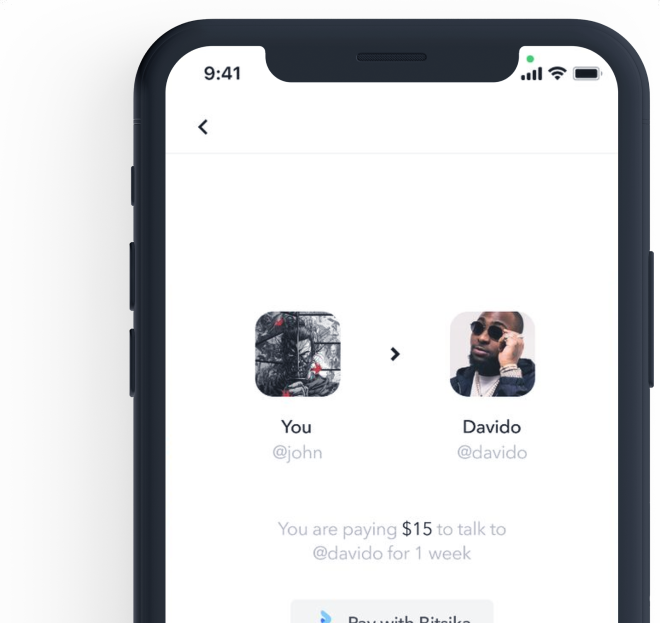 9:41
You
@john
Davido
@davido
You are paying $15 to talk to
@davido for 1 week
Pay with Bitsika